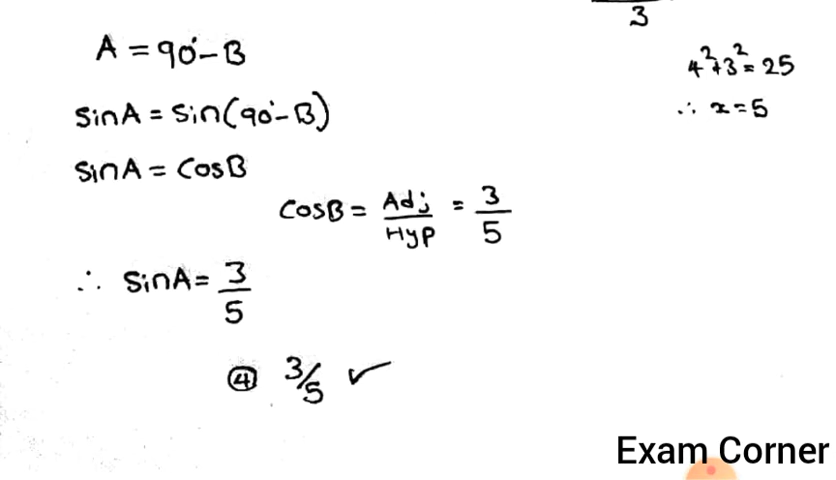 3
A = 90° - B
4² + 3² = 25
sinA = sin(90° - B)
∴ x = 5
sinA = CosB
CosB = Adj/Hyp = 3/5
∴ sinA = 3/5
④ 3/5 ✓
Exam Corner